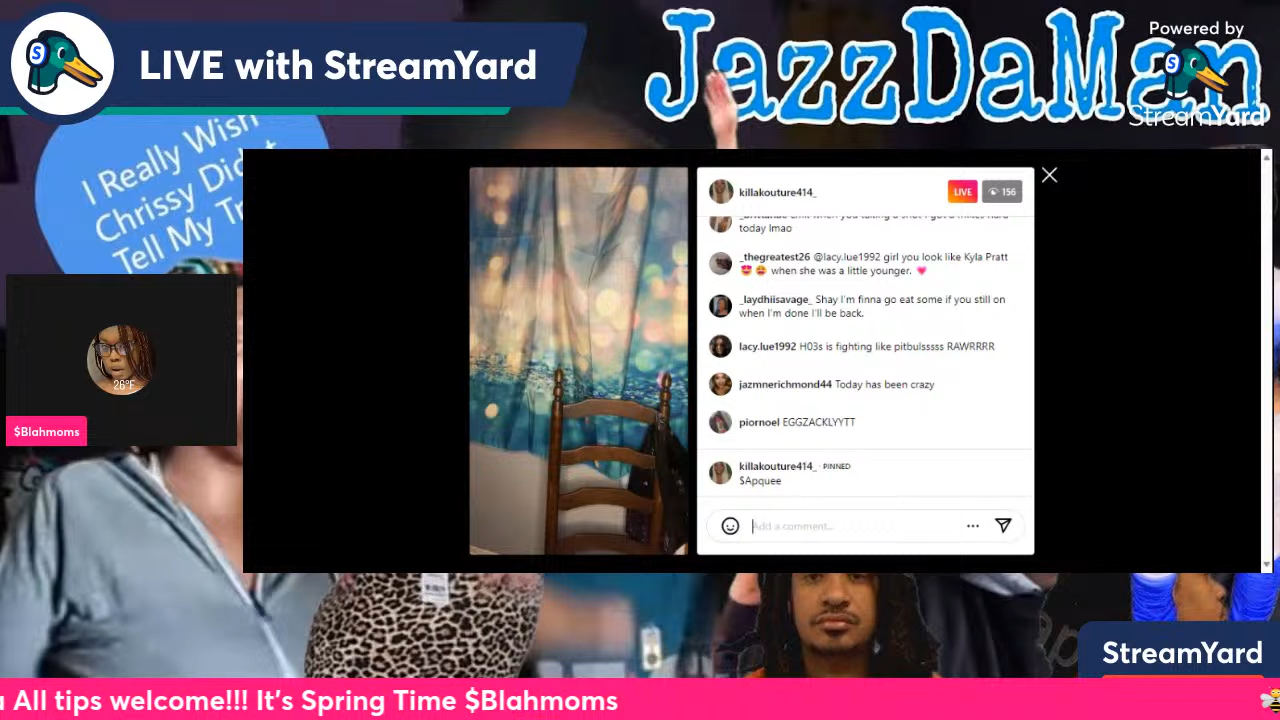 LIVE with StreamYard
JazzDaMan
Powered by
StreamYard
I Really Wish
Chrissy
Tell My
killakouture414_
LIVE
156
today lmao
_thegreatest26 @lacy.lue1992 girl you look like Kyla Pratt
😍 🤩 when she was a little younger. 💗
_laydhiisavage_ Shay I'm finna go eat some if you still on
when I'm done I'll be back.
lacy.lue1992 H03s is fighting like pitbulsssss RAWRRRR
jazmnerichmond44 Today has been crazy
piornoel EGGZACKLYYTT
killakouture414_ · PINNED
$Apquee
Add a comment...
26°F
$Blahmoms
StreamYard
a All tips welcome!!! It's Spring Time $Blahmoms